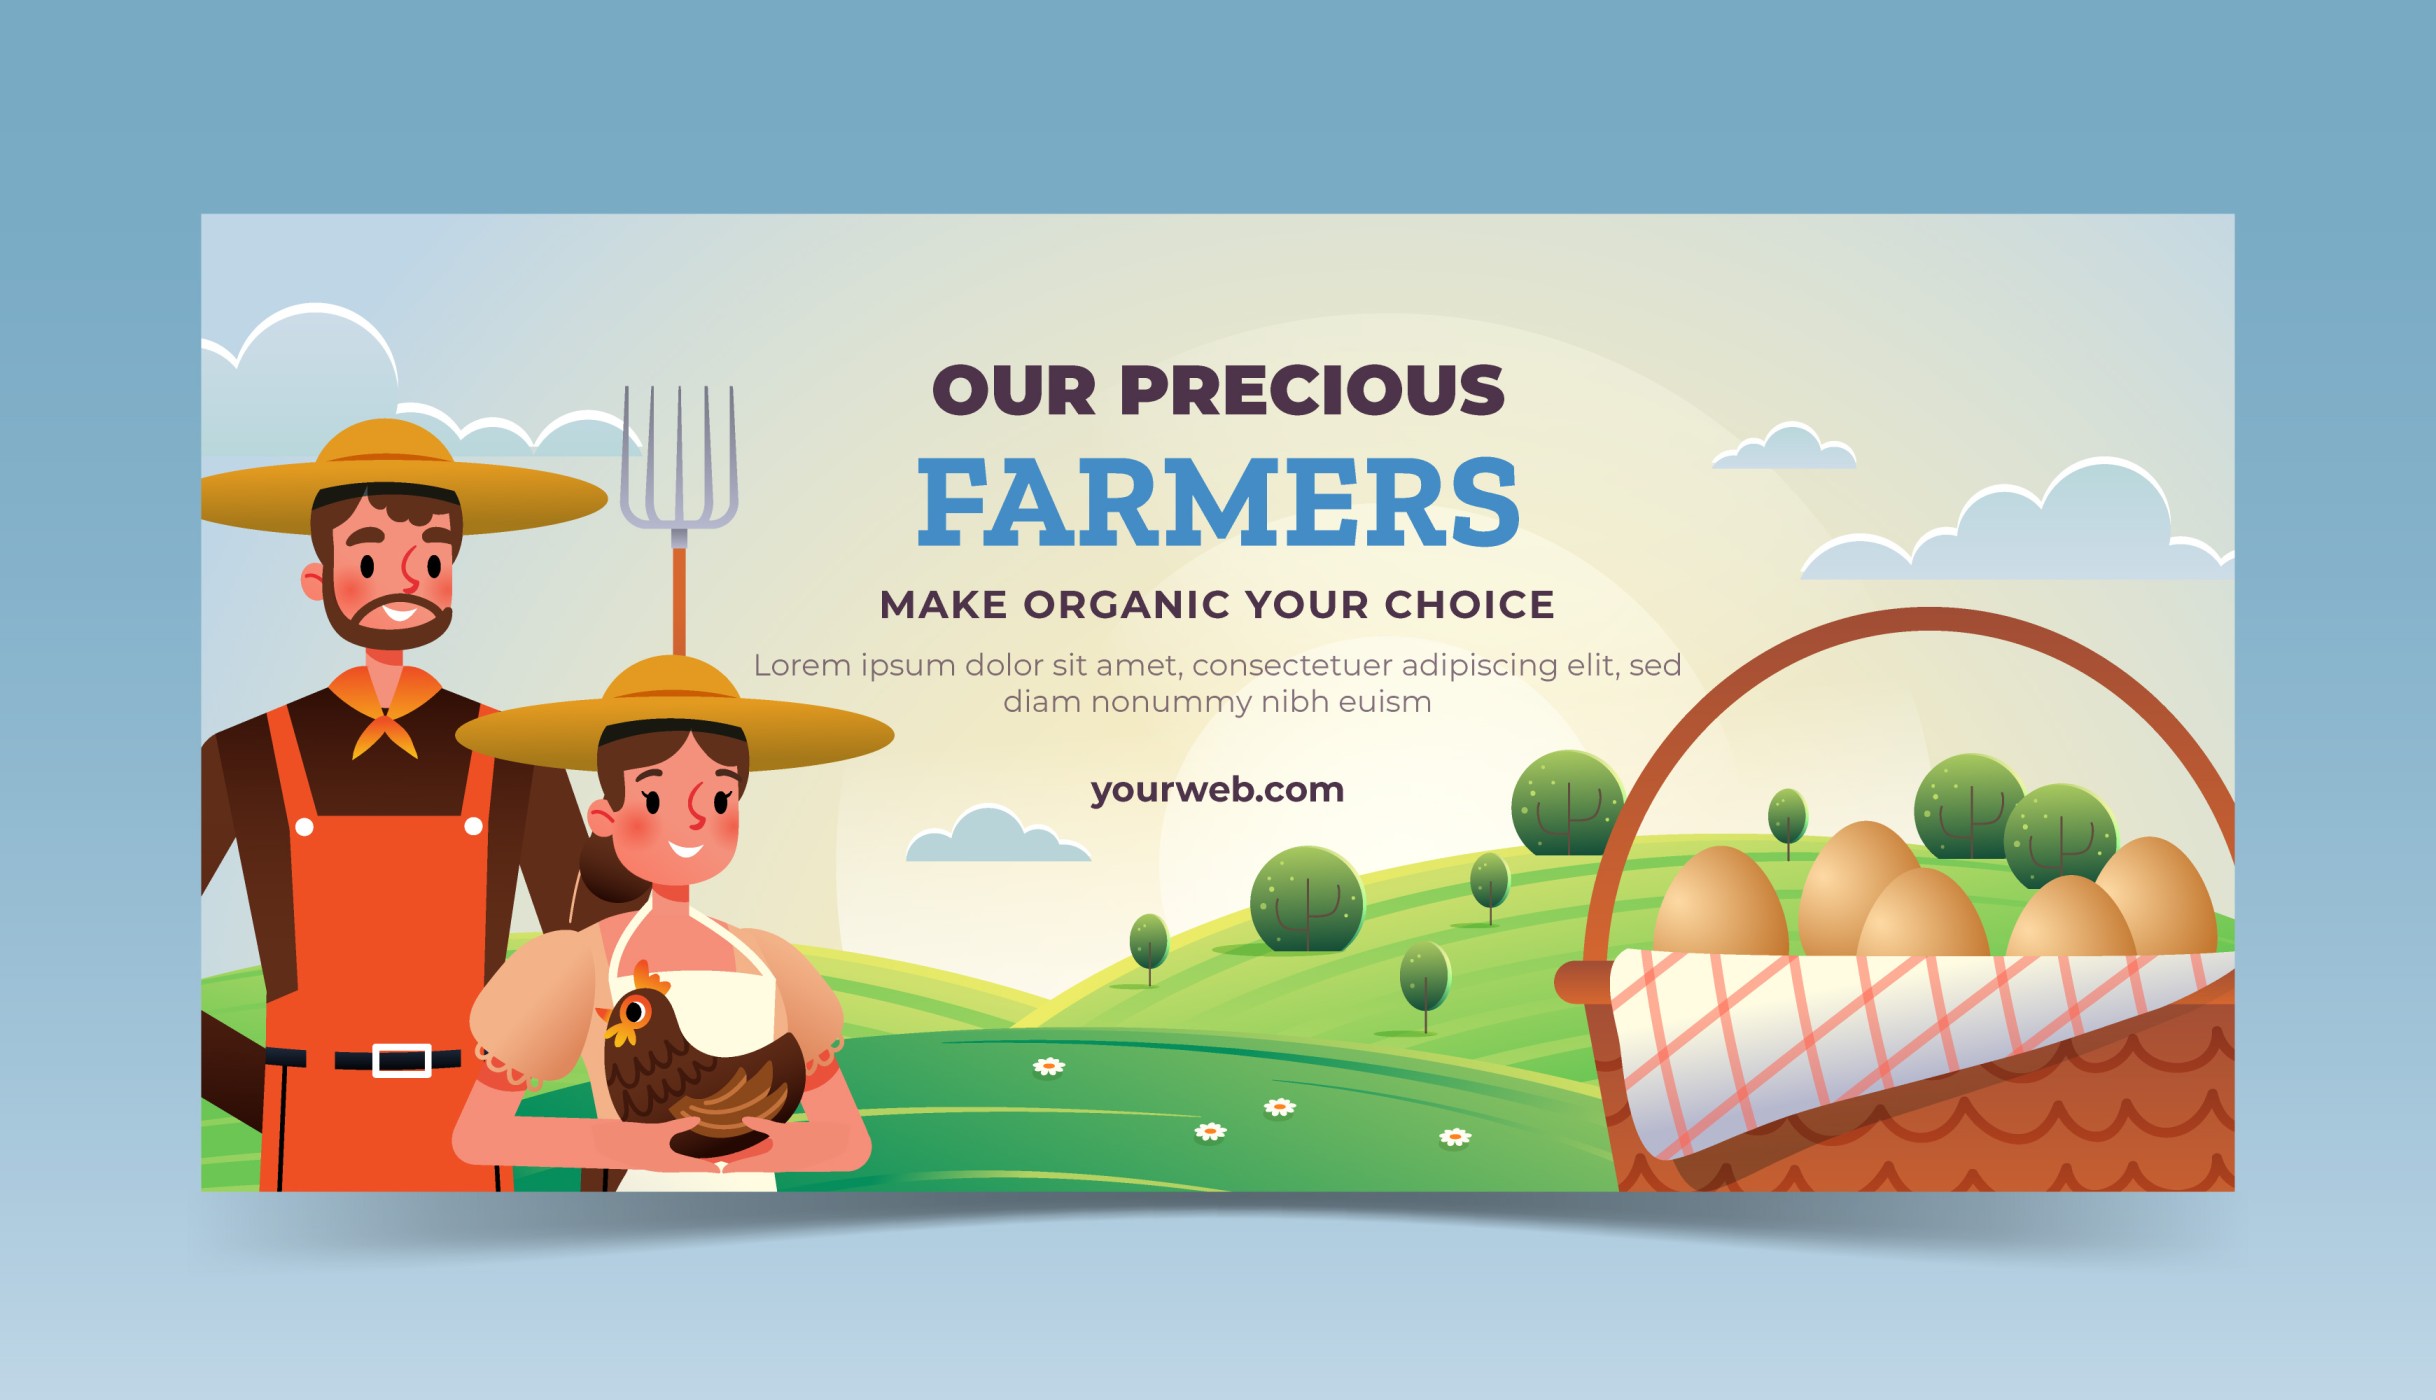 OUR PRECIOUS
FARMERS
MAKE ORGANIC YOUR CHOICE
Lorem ipsum dolor sit amet, consectetuer adipiscing elit, sed
diam nonummy nibh euism
yourweb.com